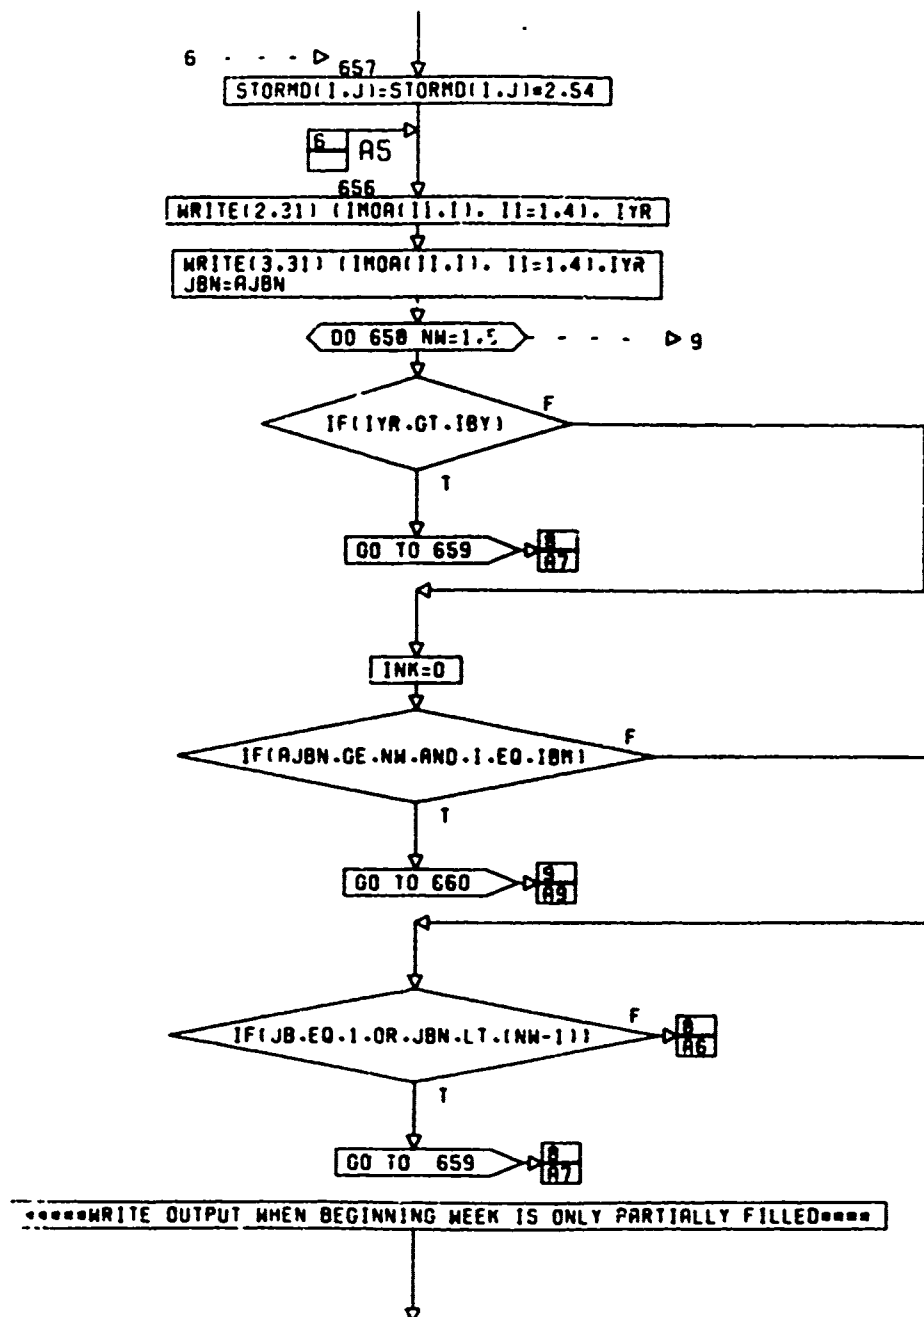 6
657
STORMD(I.J)=STORMD(I.J)*2.54
6
A5
656
WRITE(2.31) (IMOA(II.I). II=1.4). IYR
WRITE(3.31) (IMOA(II.I). II=1.4).IYR
JBN=AJBN
DO 658 NW=1.5
9
IF(IYR.GT.IBY)
F
T
GO TO 659
8
A7
INK=0
IF(AJBN.GE.NW.AND.I.EQ.IBM)
F
T
GO TO 660
9
A9
IF(JB.EQ.1.OR.JBN.LT.(NW-1))
F
8
A6
T
GO TO 659
8
A7
*****WRITE OUTPUT WHEN BEGINNING WEEK IS ONLY PARTIALLY FILLED****